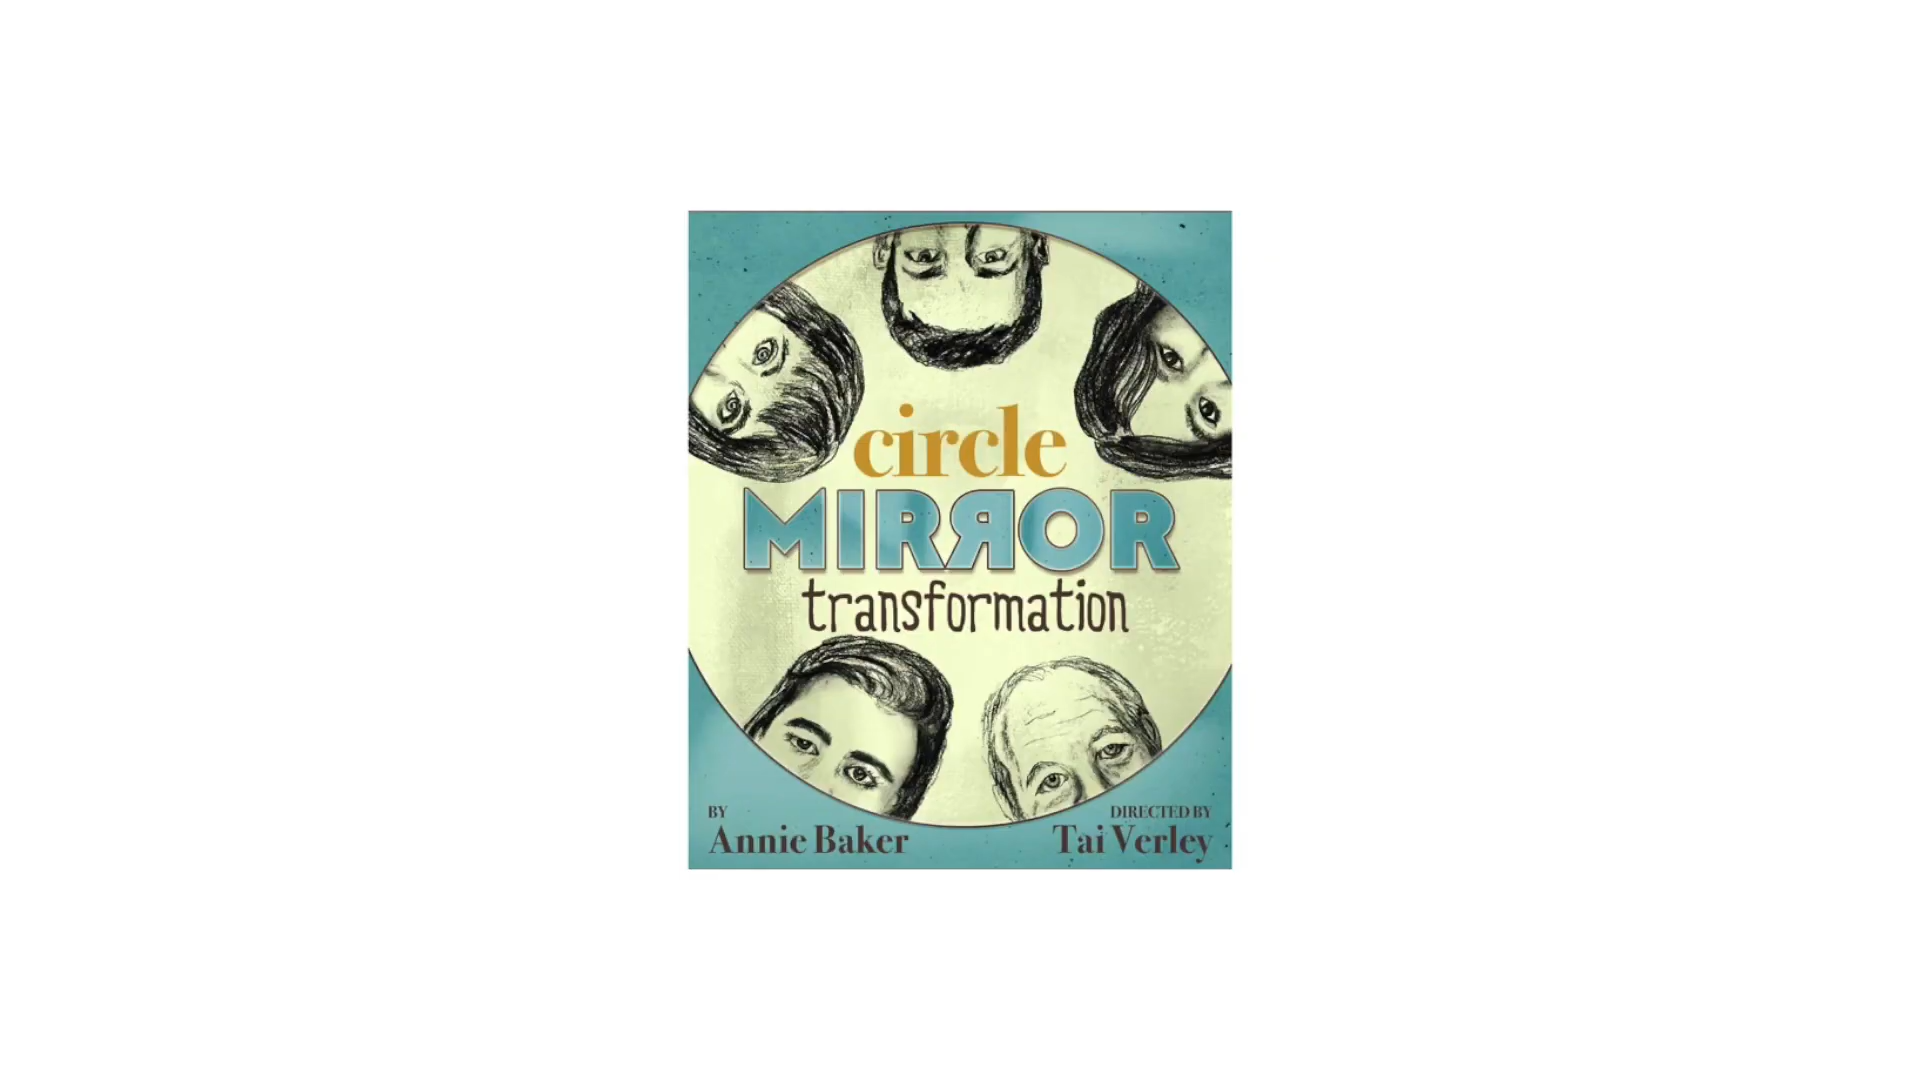 circle
MIRROR
transformation
BY
Annie Baker
DIRECTED BY
Tai Verley